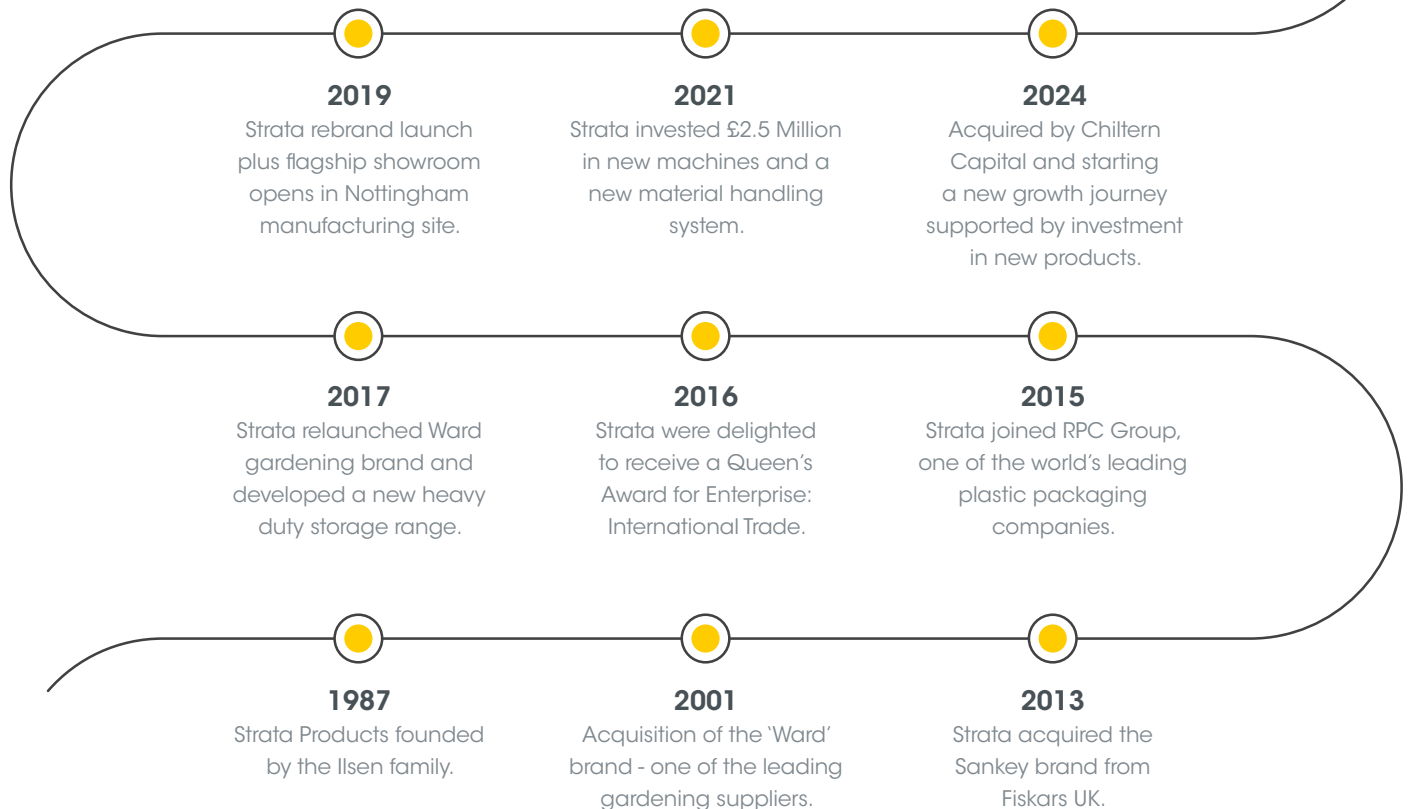 2019
Strata rebrand launch
plus flagship showroom
opens in Nottingham
manufacturing site.
2021
Strata invested £2.5 Million
in new machines and a
new material handling
system.
2024
Acquired by Chiltern
Capital and starting
a new growth journey
supported by investment
in new products.
2017
Strata relaunched Ward
gardening brand and
developed a new heavy
duty storage range.
2016
Strata were delighted
to receive a Queen’s
Award for Enterprise:
International Trade.
2015
Strata joined RPC Group,
one of the world’s leading
plastic packaging
companies.
1987
Strata Products founded
by the Ilsen family.
2001
Acquisition of the ‘Ward’
brand - one of the leading
gardening suppliers.
2013
Strata acquired the
Sankey brand from
Fiskars UK.